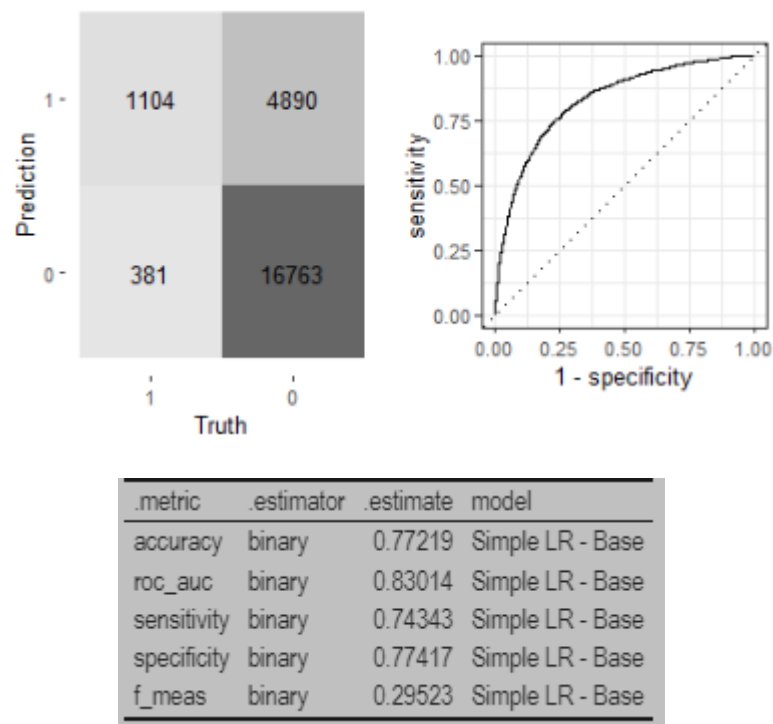 Prediction
1
1104 4890
0
381 16763
1 0
Truth
sensitivity
1.00
0.75
0.50
0.25
0.00
0.00 0.25 0.50 0.75 1.00
1 - specificity
.metric .estimator .estimate model
accuracy binary 0.77219 Simple LR - Base
roc_auc binary 0.83014 Simple LR - Base
sensitivity binary 0.74343 Simple LR - Base
specificity binary 0.77417 Simple LR - Base
f_meas binary 0.29523 Simple LR - Base